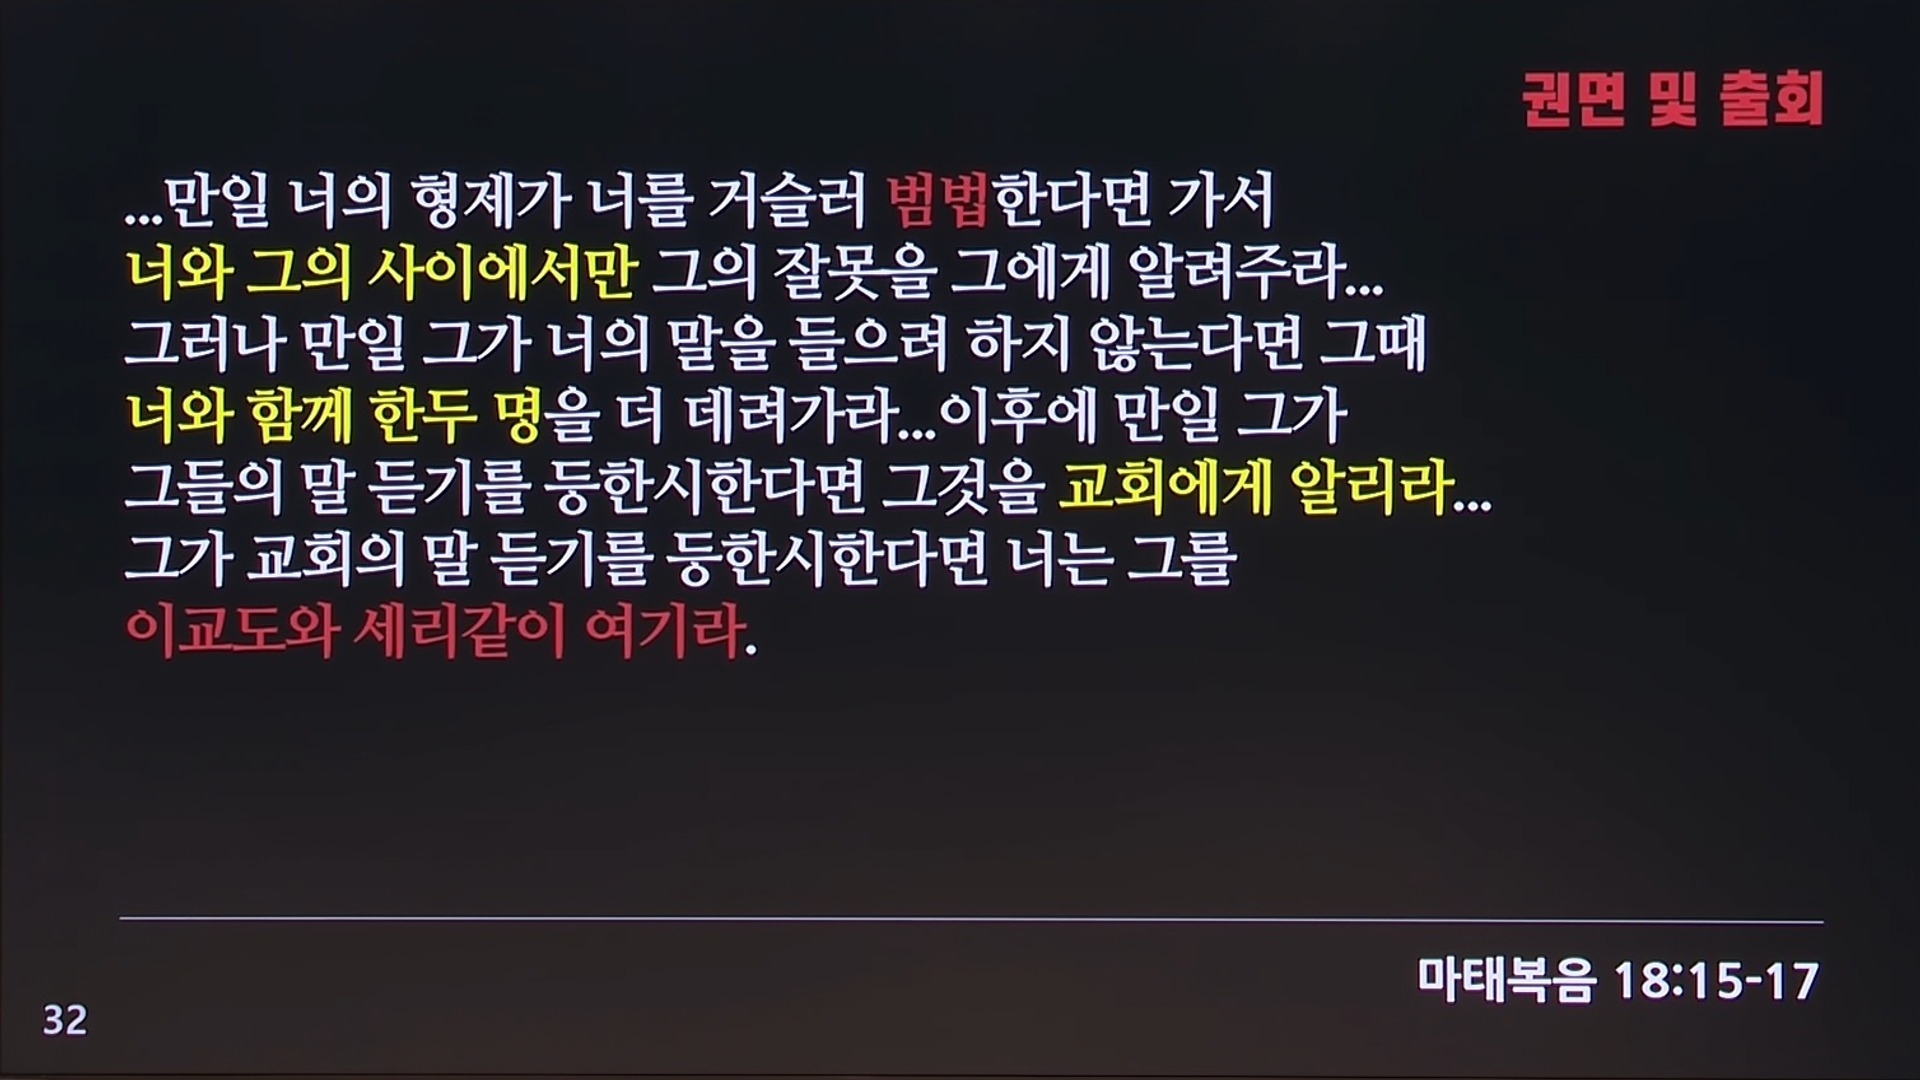 권면 및 출회
...만일 너의 형제가 너를 거슬러 범법한다면 가서
너와 그의 사이에서만 그의 잘못을 그에게 알려주라...
그러나 만일 그가 너의 말을 들으려 하지 않는다면 그때
너와 함께 한두 명을 더 데려가라...이후에 만일 그가
그들의 말 듣기를 등한시한다면 그것을 교회에게 알리라...
그가 교회의 말 듣기를 등한시한다면 너는 그를
이교도와 세리같이 여기라.
마태복음 18:15-17
32